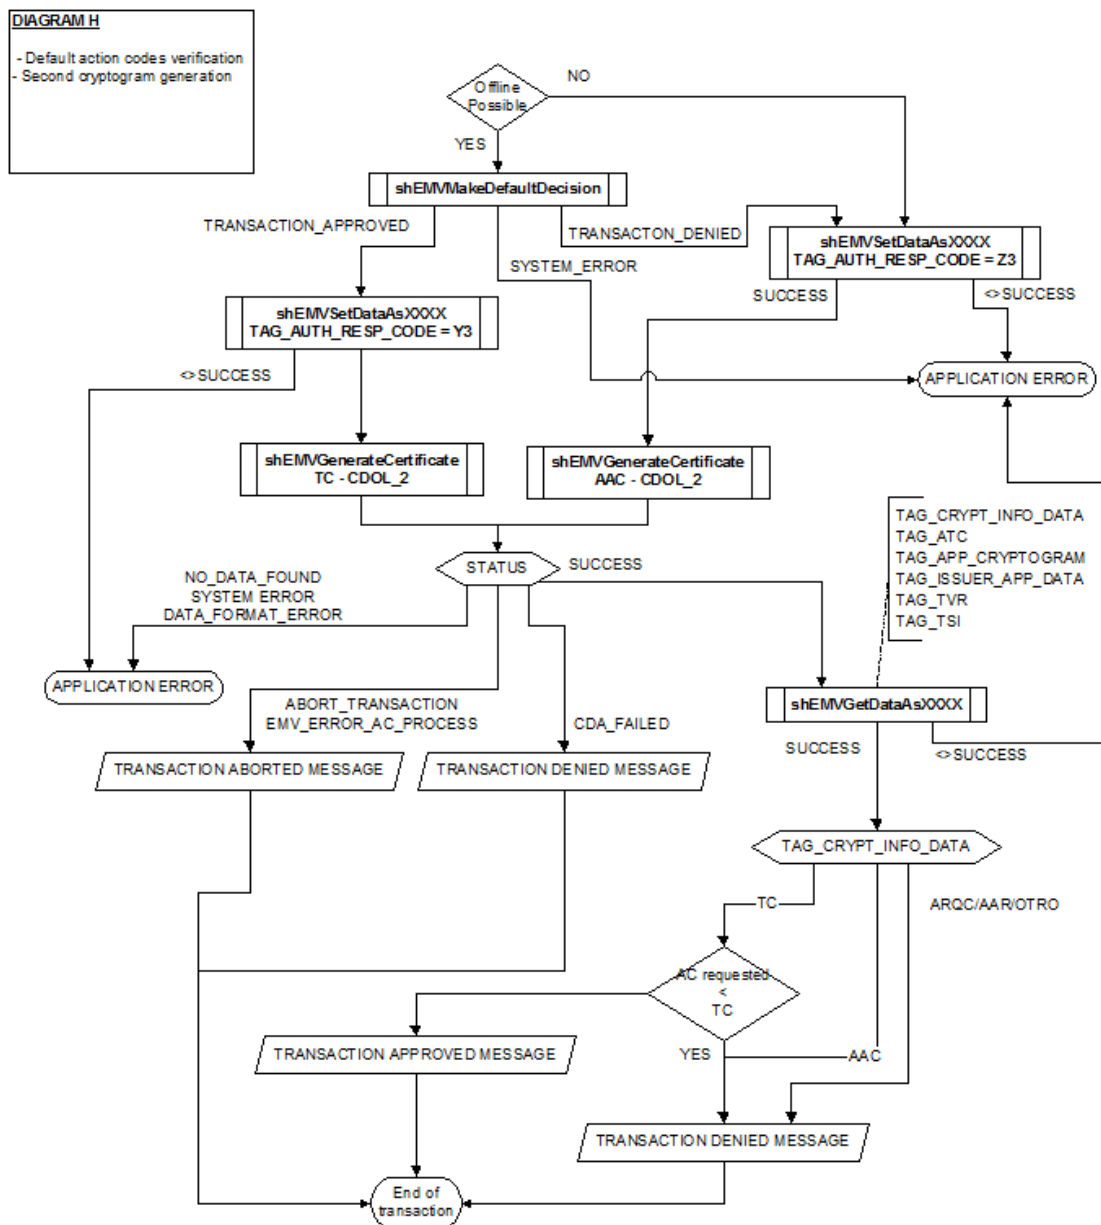 DIAGRAM H
- Default action codes verification
- Second cryptogram generation
Offline
Possible
NO
YES
shEMVMakeDefaultDecision
TRANSACTION_APPROVED
TRANSACTON_DENIED
SYSTEM_ERROR
shEMVSetDataAsXXXX
TAG_AUTH_RESP_CODE = Z3
SUCCESS
<>SUCCESS
shEMVSetDataAsXXXX
TAG_AUTH_RESP_CODE = Y3
<>SUCCESS
APPLICATION ERROR
shEMVGenerateCertificate
TC - CDOL_2
shEMVGenerateCertificate
AAC - CDOL_2
TAG_CRYPT_INFO_DATA
TAG_ATC
TAG_APP_CRYPTOGRAM
TAG_ISSUER_APP_DATA
TAG_TVR
TAG_TSI
STATUS
SUCCESS
NO_DATA_FOUND
SYSTEM ERROR
DATA_FORMAT_ERROR
APPLICATION ERROR
ABORT_TRANSACTION
EMV_ERROR_AC_PROCESS
CDA_FAILED
shEMVGetDataAsXXXX
SUCCESS
<>SUCCESS
TRANSACTION ABORTED MESSAGE
TRANSACTION DENIED MESSAGE
TAG_CRYPT_INFO_DATA
TC
ARQC/AAR/OTRO
AC requested
<
TC
YES
AAC
TRANSACTION APPROVED MESSAGE
TRANSACTION DENIED MESSAGE
End of
transaction